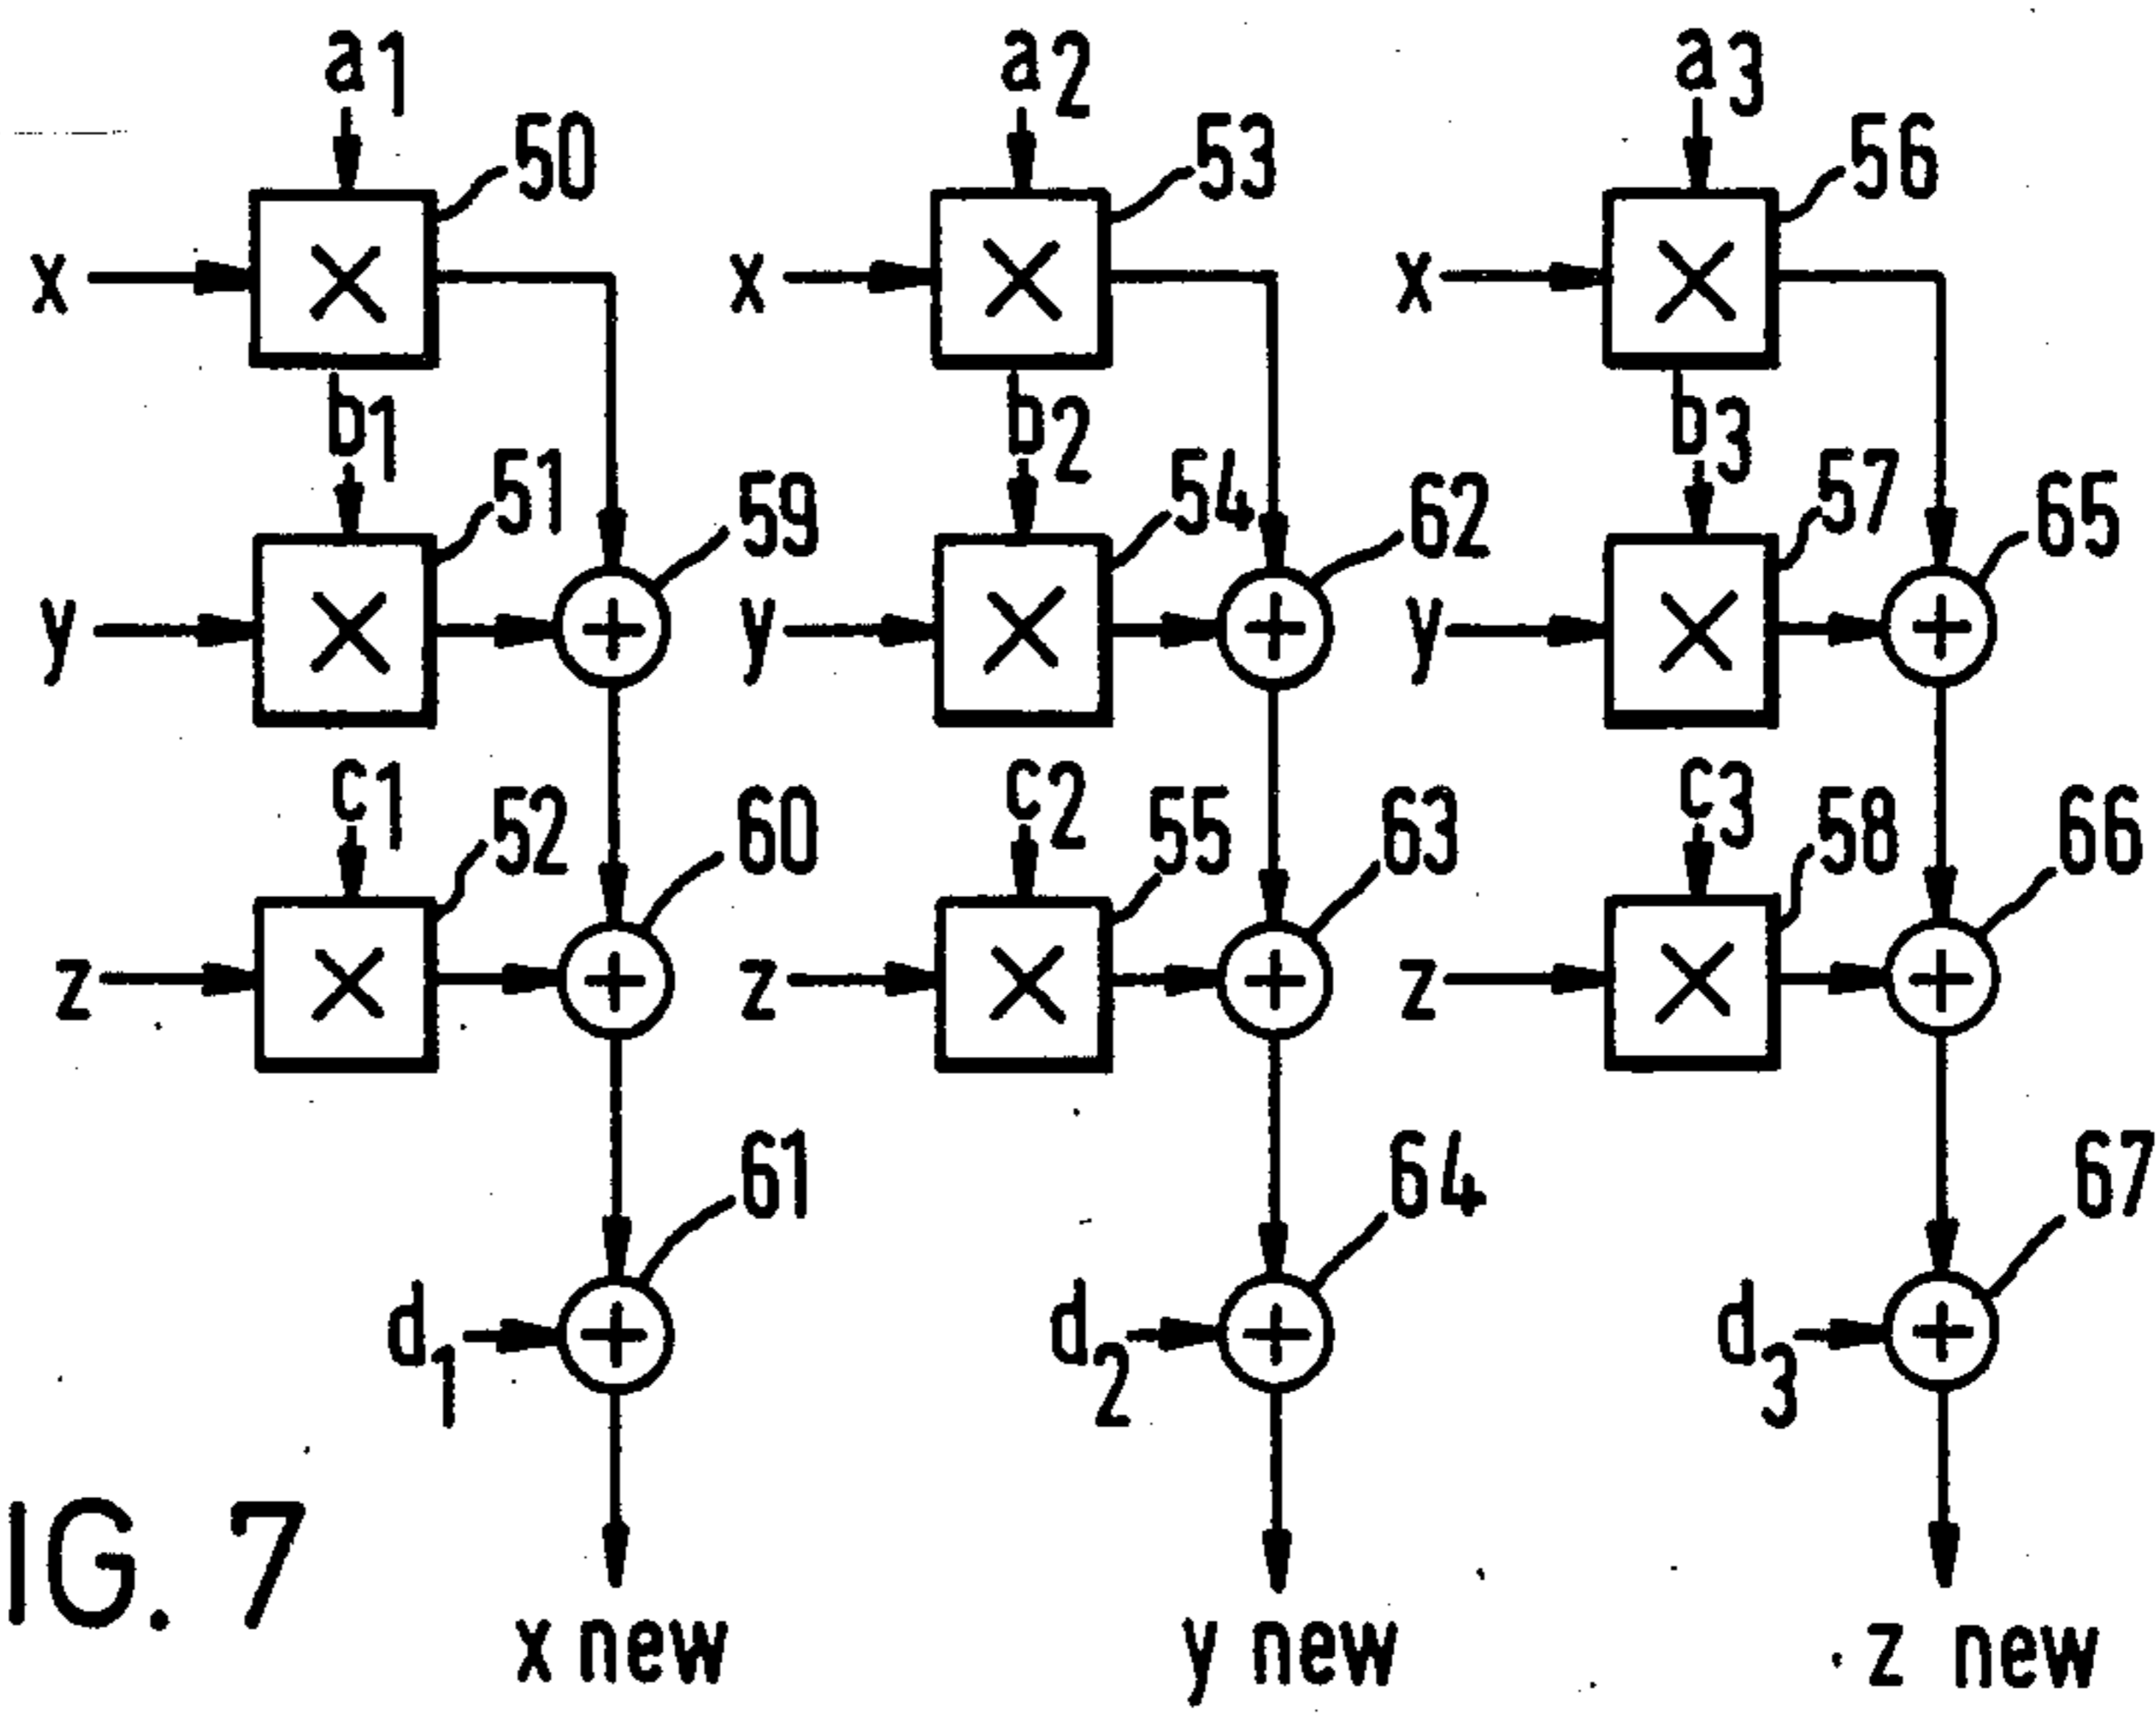 a1 a2 a3
50 53 56
x x x
b1 b2 b3
51 54 57
59 62 65
y y y
c1 c2 c3
52 55 58
60 63 66
z z z
61 64 67
d1 d2 d3
x new y new z new
IG. 7